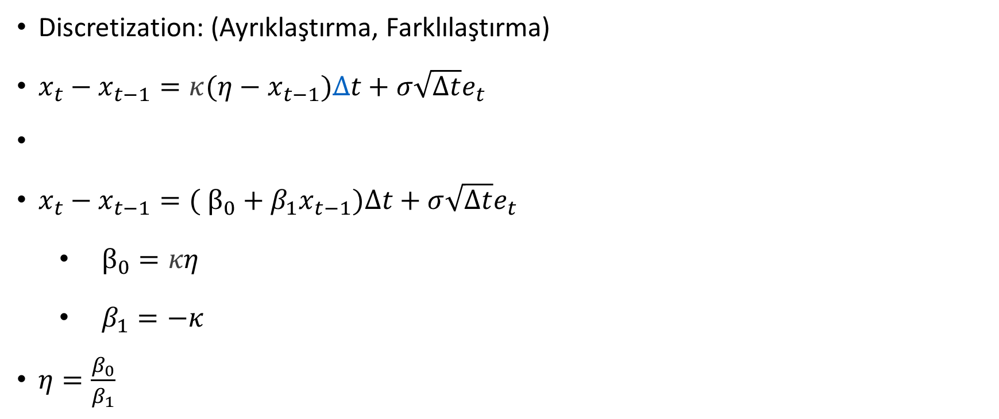 • Discretization: (Ayrıklaştırma, Farklılaştırma)
• $x_t - x_{t-1} = \kappa(\eta - x_{t-1})\Delta t + \sigma\sqrt{\Delta t}e_t$
•
• $x_t - x_{t-1} = ( \beta_0 + \beta_1 x_{t-1})\Delta t + \sigma\sqrt{\Delta t}e_t$
• $\beta_0 = \kappa\eta$
• $\beta_1 = -\kappa$
• $\eta = \frac{\beta_0}{\beta_1}$